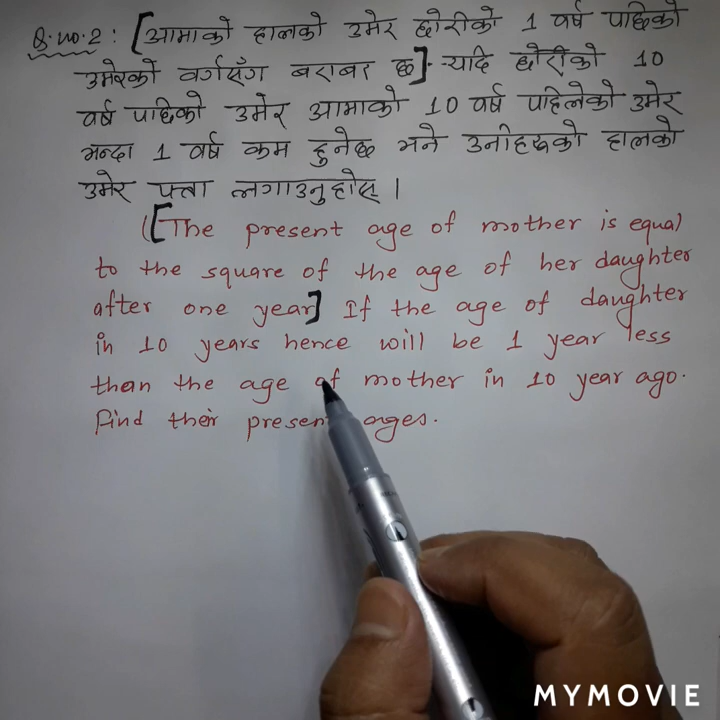 Q.no.2: [आमाको हालको उमेर छोरीको 1 वर्ष पछिको
उमेरको वर्गसँग बराबर छ]. यदि छोरीको 10
वर्ष पाछिको उमेर आमाको 10 वर्ष पहिलेको उमेर
भन्दा 1 वर्ष कम हुनेछ भने उनीहरुको हालको
उमेर पत्ता लगाउनुहोस् ।
([The present age of mother is equal
to the square of the age of her daughter
after one year] If the age of daughter
in 10 years hence will be 1 year less
than the age of mother in 10 year ago.
Find their present ages.
MYMOVIE